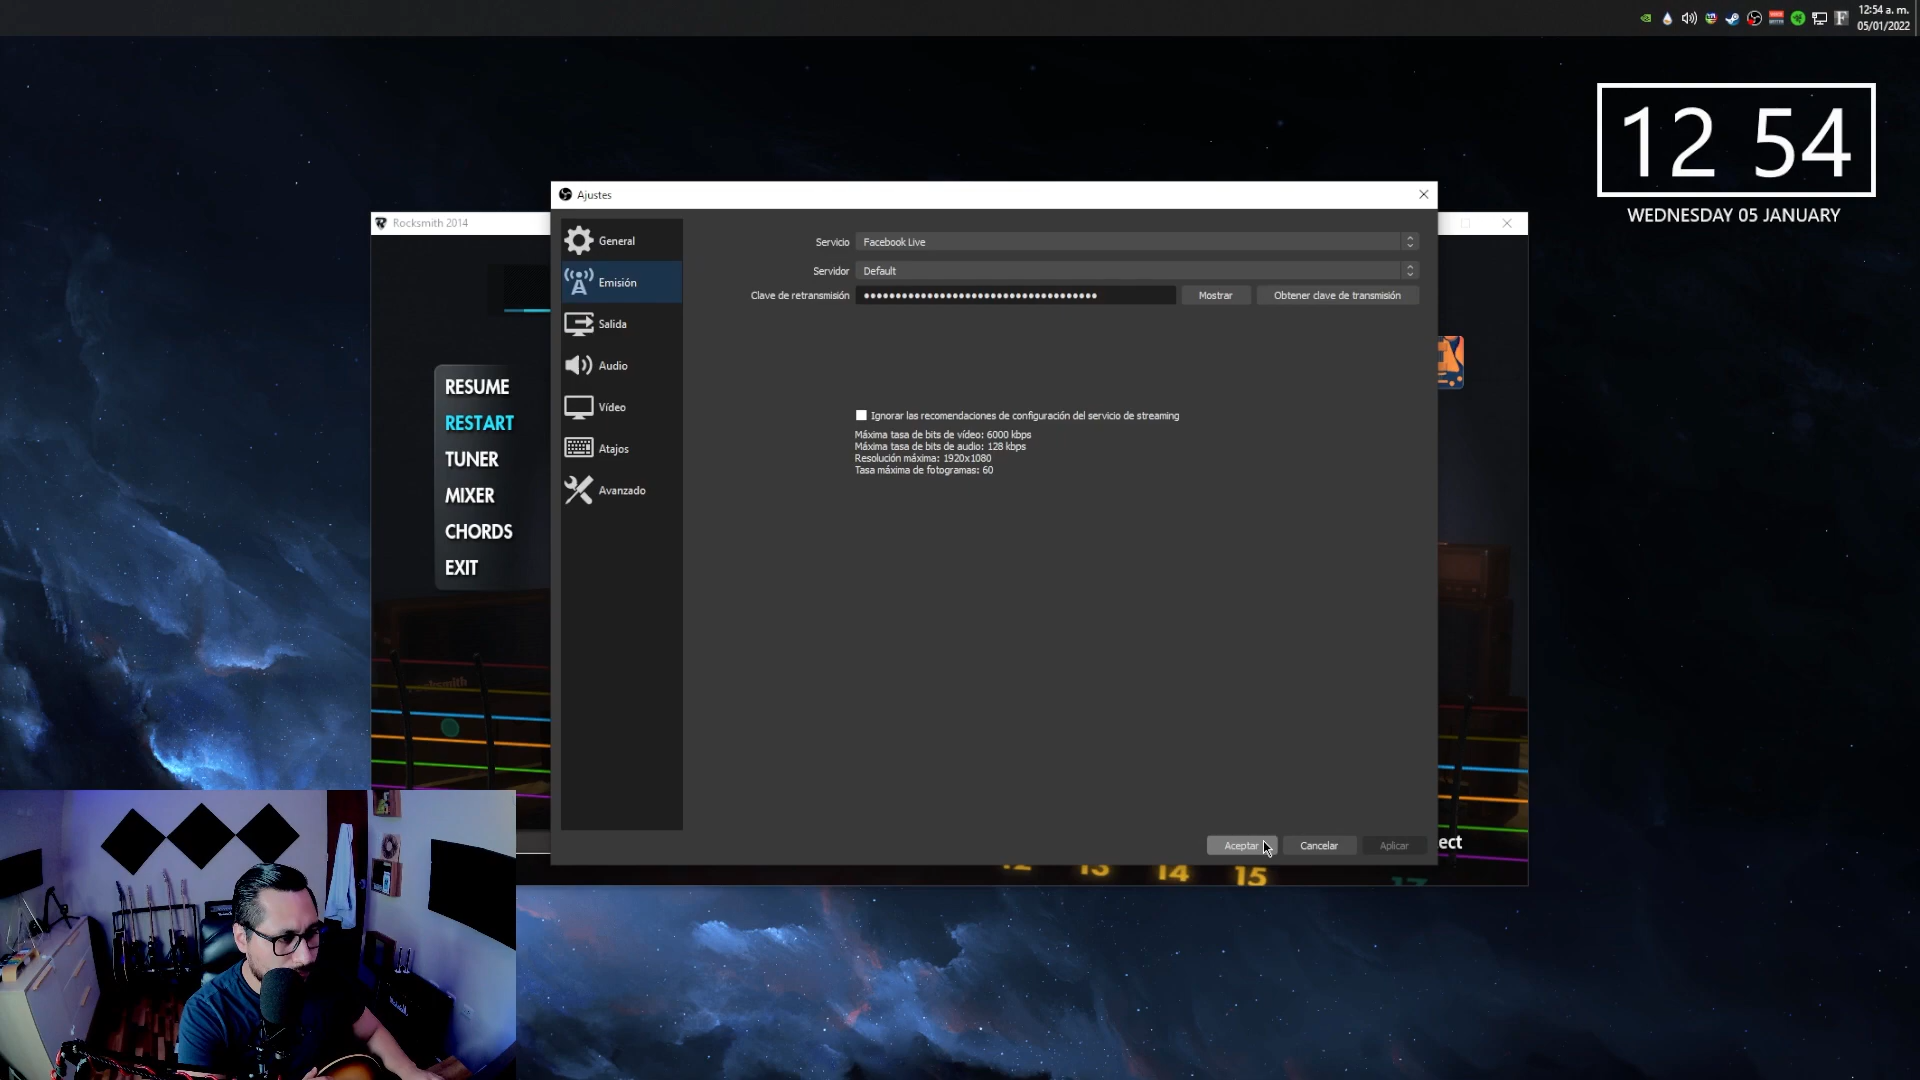 12:54 a. m.
05/01/2022
12 54
WEDNESDAY 05 JANUARY
Ajustes
Rocksmith 2014
General
Emisión
Salida
Audio
Vídeo
Atajos
Avanzado
Servicio
Facebook Live
Servidor
Default
Clave de retransmisión
●●●●●●●●●●●●●●●●●●●●●●●●●●●●●●●●●●●●●●
Mostrar
Obtener clave de transmisión
Ignorar las recomendaciones de configuración del servicio de streaming
Máxima tasa de bits de vídeo: 6000 kbps
Máxima tasa de bits de audio: 128 kbps
Resolución máxima: 1920x1080
Tasa máxima de fotogramas: 60
RESUME
RESTART
TUNER
MIXER
CHORDS
EXIT
Aceptar
Cancelar
Aplicar
ect
12 13 14 15 17